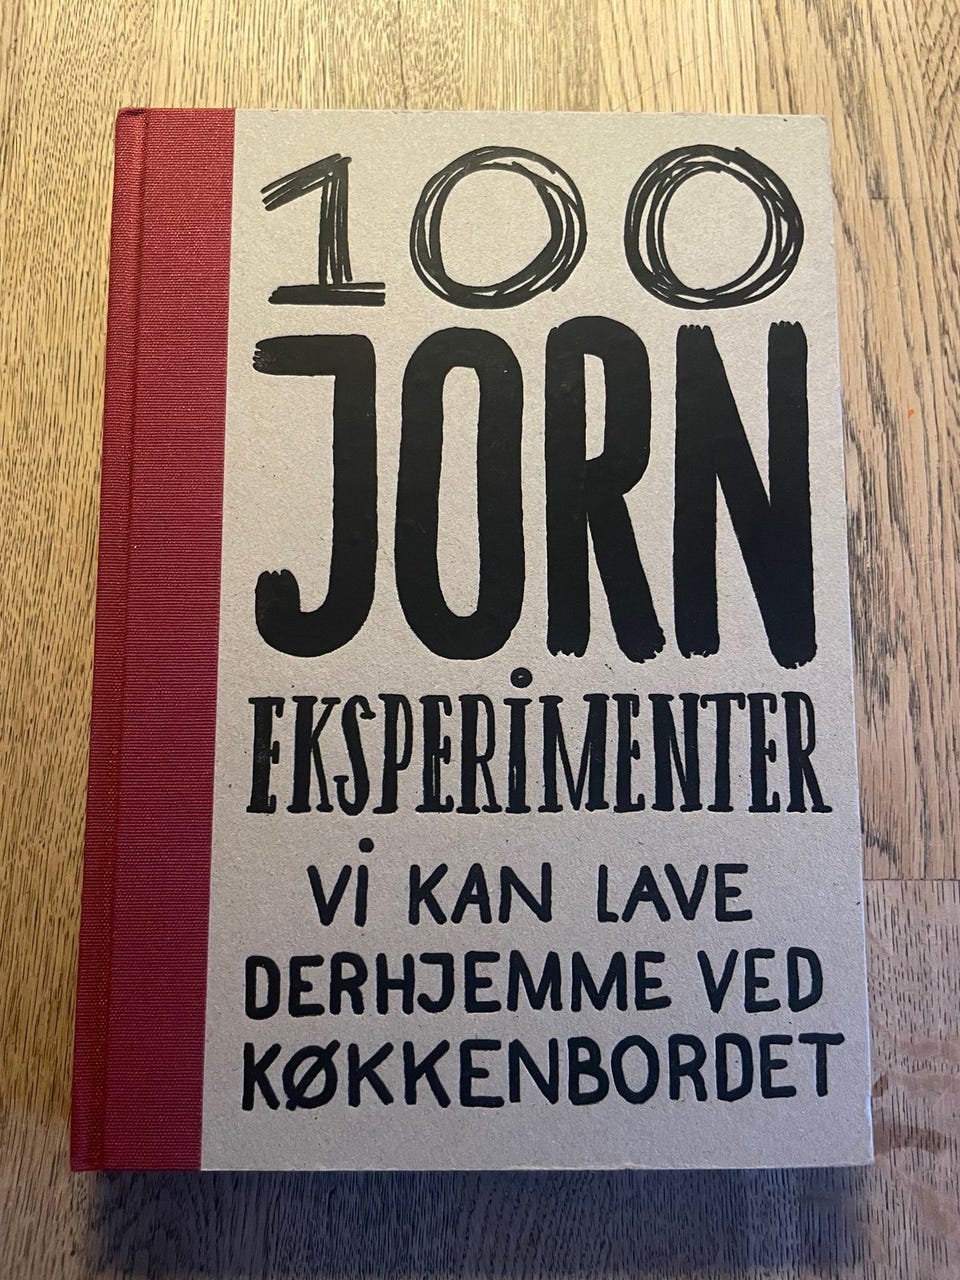 100
JORN
EKSPERiMENTER
Vi KAN LAVE
DERHJEMME VED
KØKKENBORDET